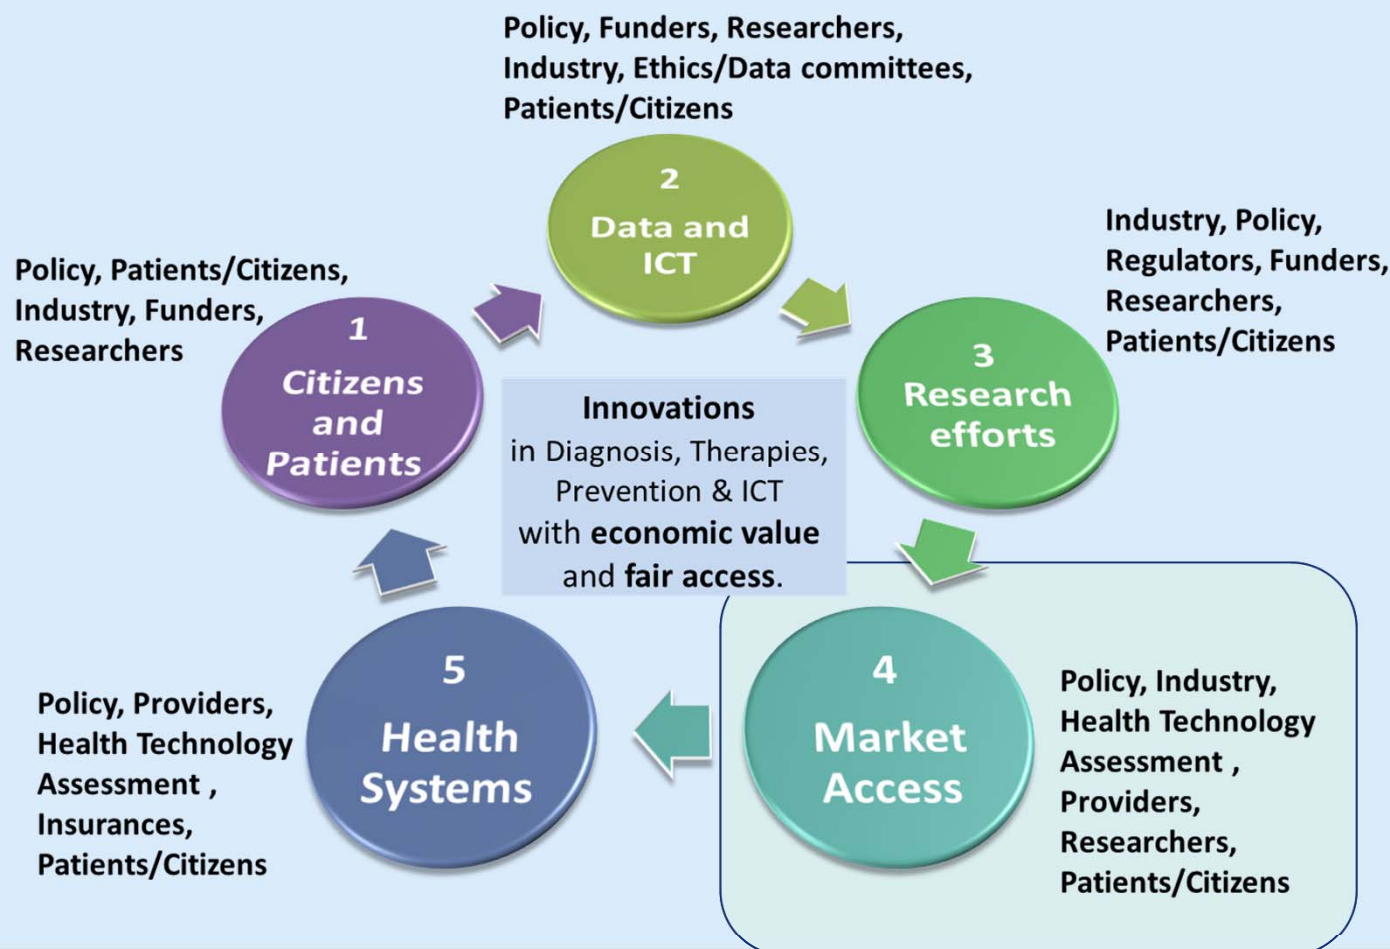 Policy, Funders, Researchers,
Industry, Ethics/Data committees,
Patients/Citizens
2
Data and
ICT
Industry, Policy,
Regulators, Funders,
Researchers,
Patients/Citizens
Policy, Patients/Citizens,
Industry, Funders,
Researchers
1
Citizens
and
Patients
3
Research
efforts
Innovations
in Diagnosis, Therapies,
Prevention & ICT
with economic value
and fair access.
5
Health
Systems
Policy, Providers,
Health Technology
Assessment ,
Insurances,
Patients/Citizens
4
Market
Access
Policy, Industry,
Health Technology
Assessment ,
Providers,
Researchers,
Patients/Citizens